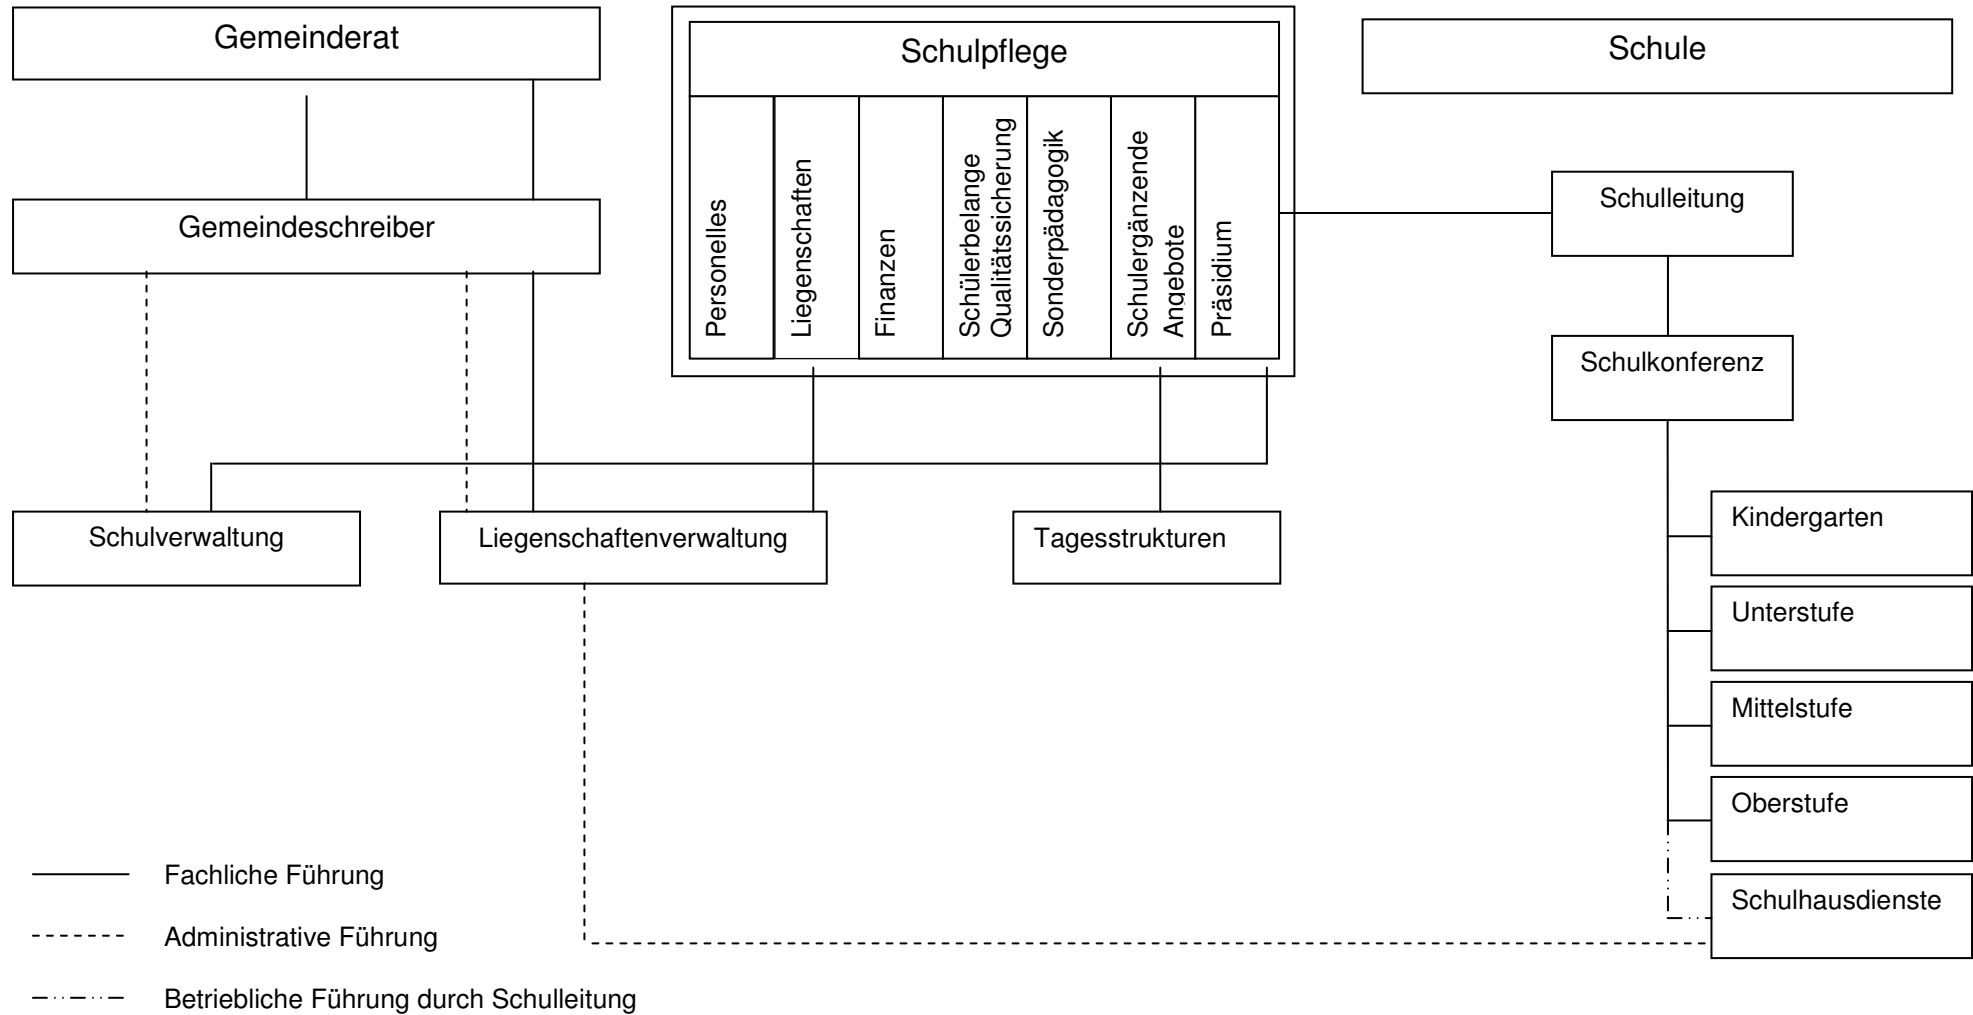 Gemeinderat
Schulpflege
Schule
Gemeindeschreiber
Personelles
Liegenschaften
Finanzen
Schülerbelange
Qualitätssicherung
Sonderpädagogik
Schulergänzende
Angebote
Präsidium
Schulleitung
Schulkonferenz
Schulverwaltung
Liegenschaftenverwaltung
Tagesstrukturen
Kindergarten
Unterstufe
Mittelstufe
Oberstufe
Schulhausdienste
Fachliche Führung
Administrative Führung
Betriebliche Führung durch Schulleitung